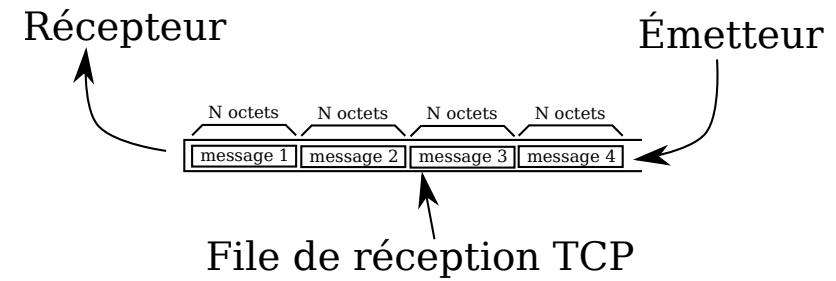 Récepteur
Émetteur
N octets N octets N octets N octets
message 1 message 2 message 3 message 4
File de réception TCP